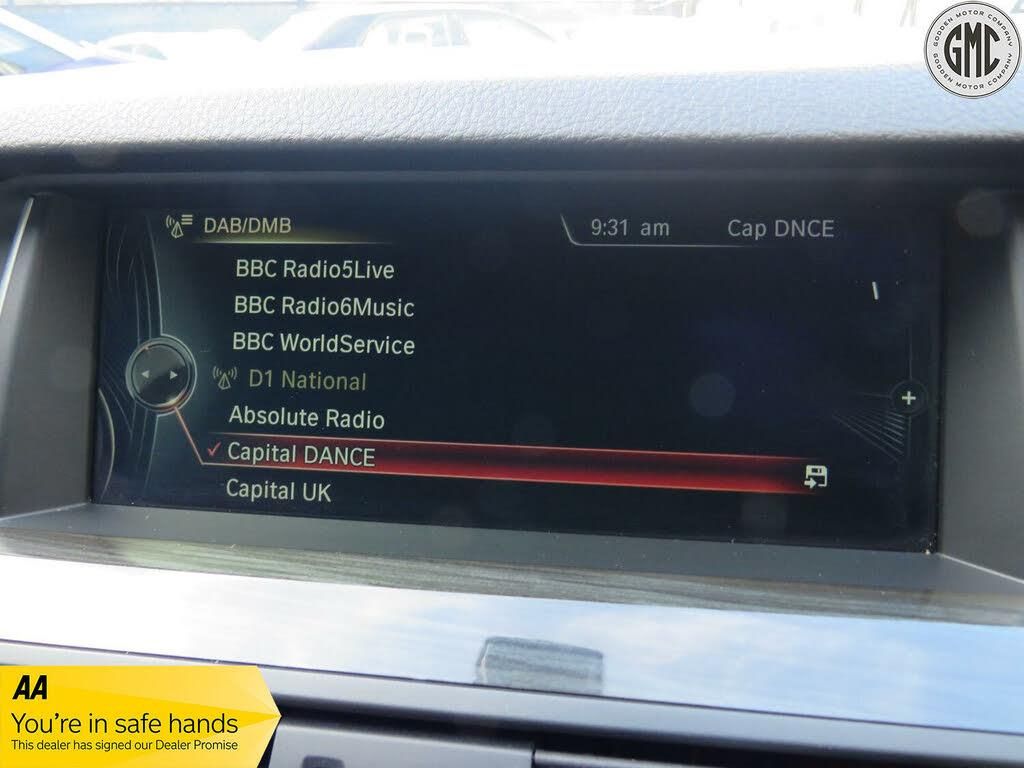 GODDEN MOTOR COMPANY
GMC
GODDEN MOTOR COMPANY
DAB/DMB
9:31 am
Cap DNCE
BBC Radio5Live
BBC Radio6Music
BBC WorldService
D1 National
Absolute Radio
Capital DANCE
Capital UK
AA
You're in safe hands
This dealer has signed our Dealer Promise